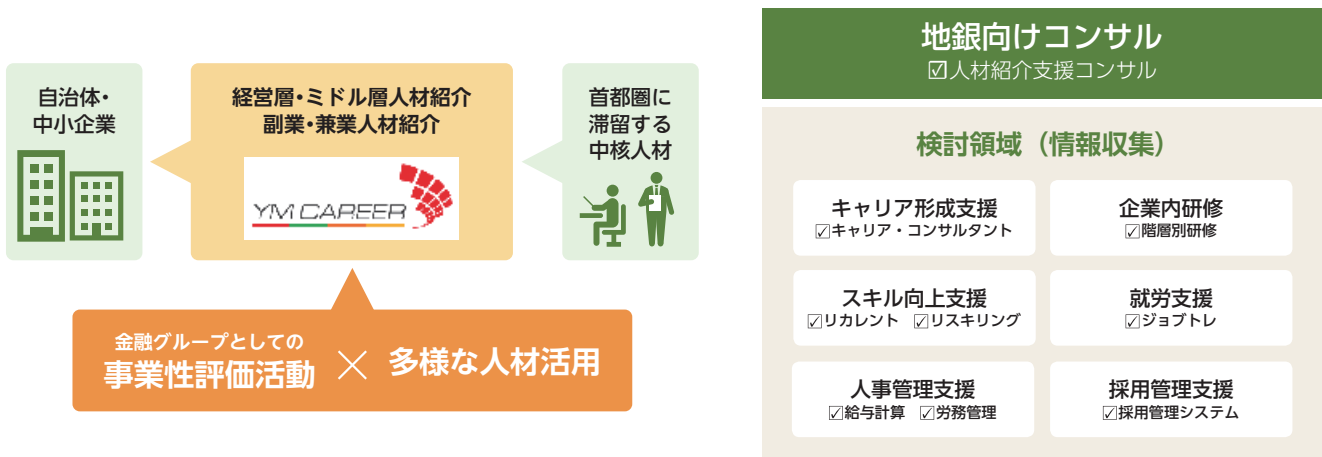 自治体・
中小企業
経営層・ミドル層人材紹介
副業・兼業人材紹介
YM CAREER
首都圏に
滞留する
中核人材
金融グループとしての
事業性評価活動 × 多様な人材活用
地銀向けコンサル
☑人材紹介支援コンサル
検討領域（情報収集）
キャリア形成支援
☑キャリア・コンサルタント
企業内研修
☑階層別研修
スキル向上支援
☑リカレント ☑リスキリング
就労支援
☑ジョブトレ
人事管理支援
☑給与計算 ☑労務管理
採用管理支援
☑採用管理システム